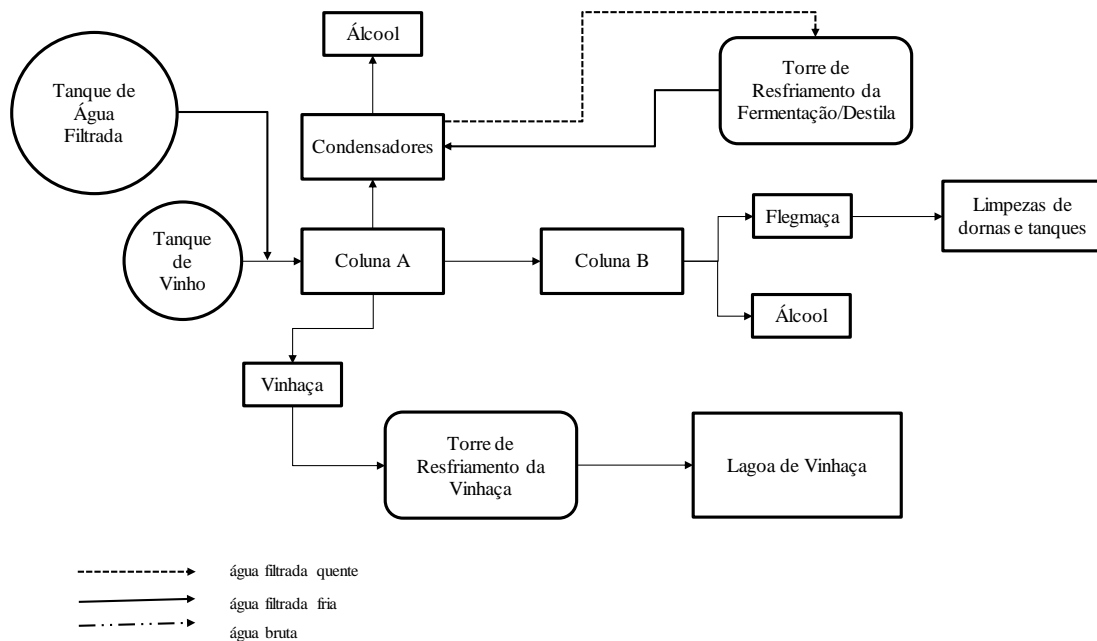 Álcool
Tanque de
Água
Filtrada
Torre de
Resfriamento da
Fermentação/Destila
Condensadores
Flegmaça
Limpezas de
dornas e tanques
Tanque
de
Vinho
Coluna A
Coluna B
Álcool
Vinhaça
Torre de
Resfriamento da
Vinhaça
Lagoa de Vinhaça
água filtrada quente
água filtrada fria
água bruta